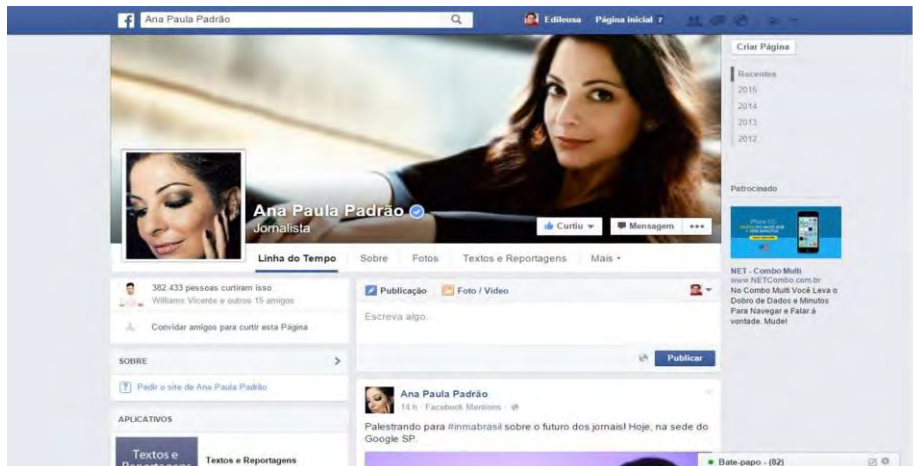 Ana Paula Padrão
Edileusa Página inicial 7
Criar Página
Recentes
2015
2014
2013
2012
Ana Paula Padrão
Jornalista
Curtiu
Mensagem
Linha do Tempo Sobre Fotos Textos e Reportagens Mais
Patrocinado
NET - Combo Multi
www.NETCombo.com.br
No Combo Multi Você Leva o
Dobro de Dados e Minutos
Para Navegar e Falar à
vontade. Mude!
382.433 pessoas curtiram isso
Williams Vicente e outros 15 amigos
Convidar amigos para curtir esta Página
SOBRE
Pedir o site de Ana Paula Padrão
APLICATIVOS
Textos e
Reportagens
Textos e Reportagens
Publicação Foto / Vídeo
Escreva algo...
Publicar
Ana Paula Padrão
14 h · Facebook Mentions
Palestrando para #inmabrasil sobre o futuro dos jornais! Hoje, na sede do
Google SP.
Bate-papo - (82)